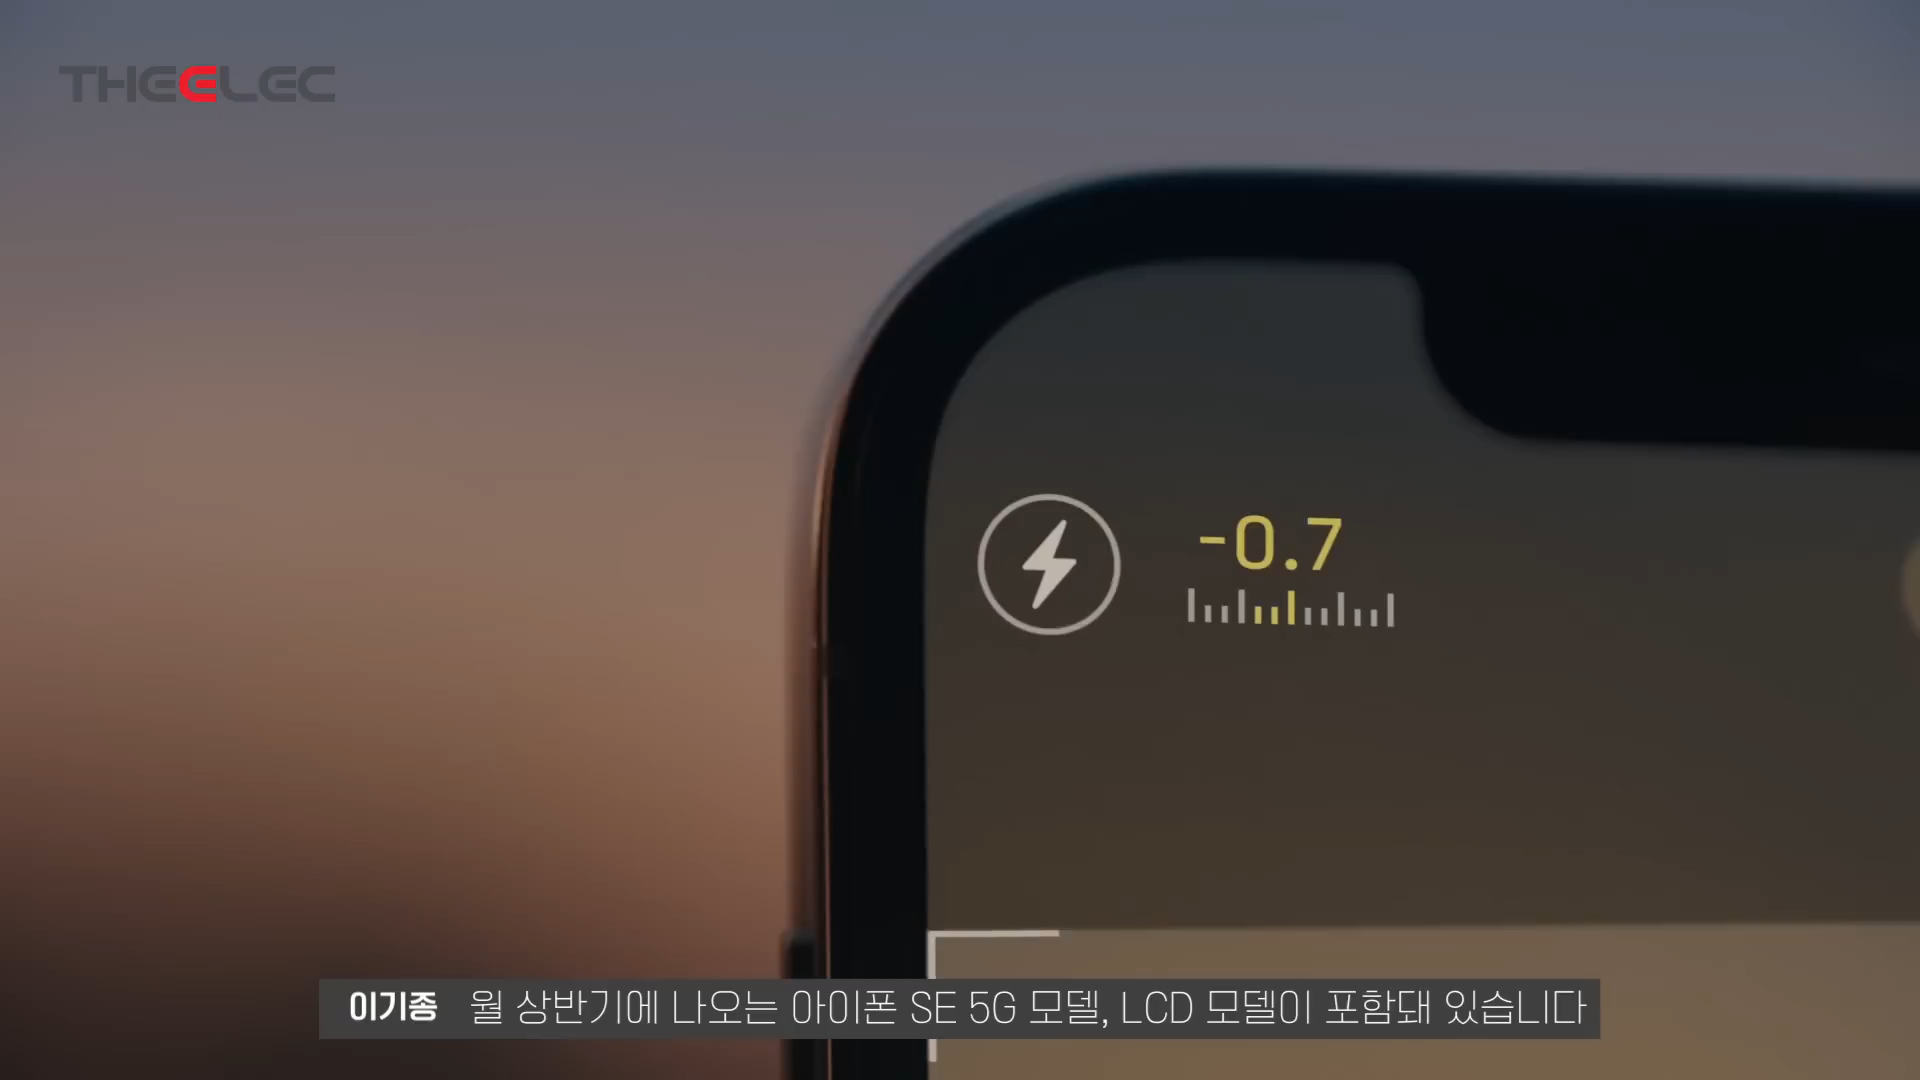 THEELEC
-0.7
이기종 월 상반기에 나오는 아이폰 SE 5G 모델, LCD 모델이 포함돼 있습니다